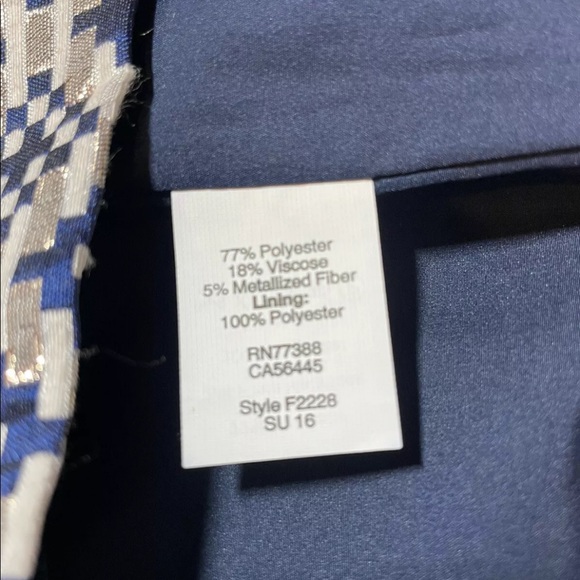 77% Polyester
18% Viscose
5% Metallized Fiber
Lining:
100% Polyester
RN77388
CA56445
Style F2228
SU 16